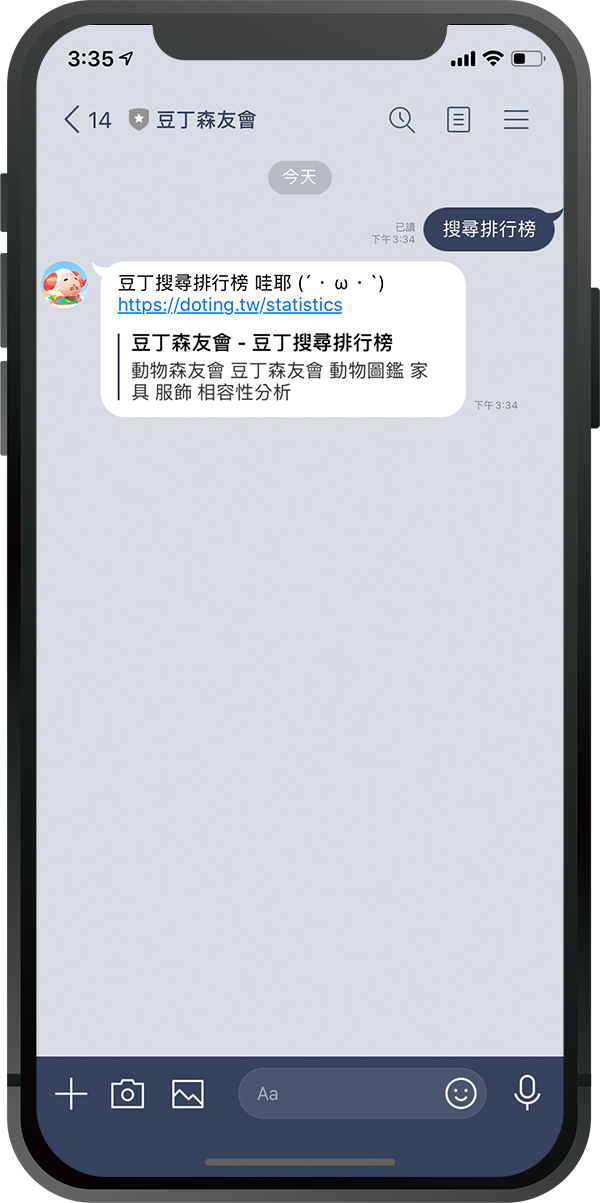 3:35
14 豆丁森友會
今天
搜尋排行榜
已讀
下午3:34
豆丁搜尋排行榜 哇耶 (´・ω・`)
https://doting.tw/statistics
豆丁森友會 - 豆丁搜尋排行榜
動物森友會 豆丁森友會 動物圖鑑 家
具 服飾 相容性分析
下午3:34
Aa